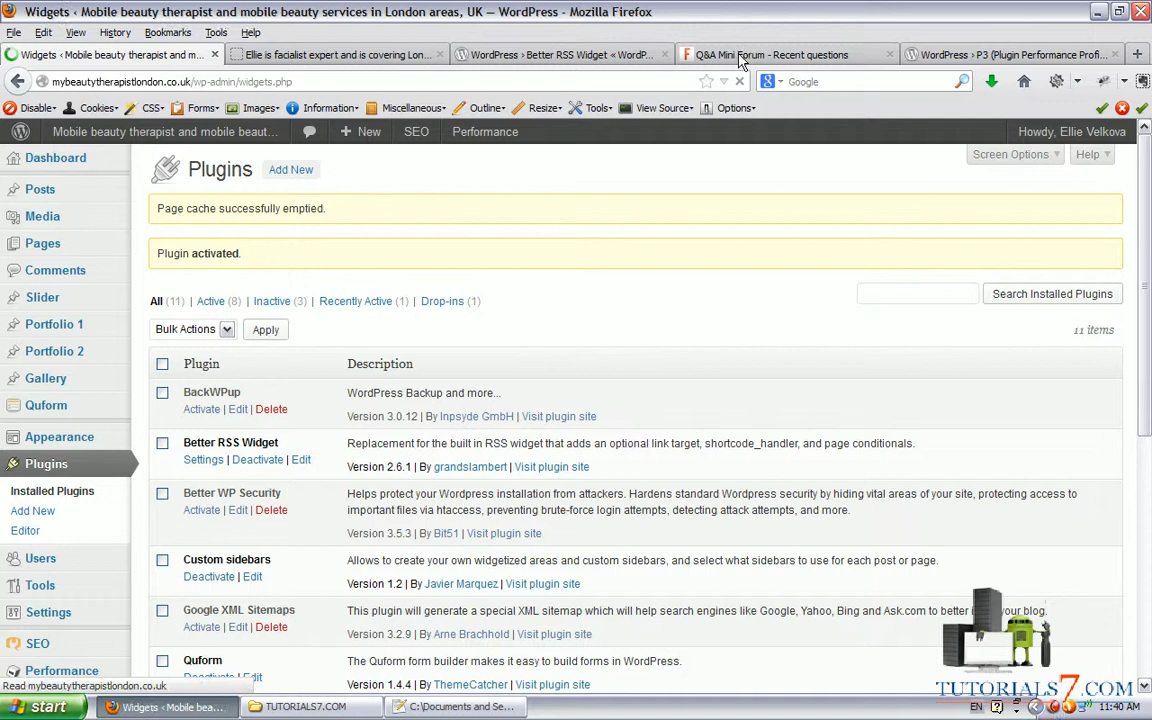 Widgets ‹ Mobile beauty therapist and mobile beauty services in London areas, UK — WordPress - Mozilla Firefox
File Edit View History Bookmarks Tools Help
Widgets ‹ Mobile beauty therapist and m... × Ellie is facialist expert and is covering Lon... × WordPress › Better RSS Widget « WordP... × Q&A Mini Forum - Recent questions × WordPress › P3 (Plugin Performance Profi... ×
mybeautytherapistlondon.co.uk/wp-admin/widgets.php Google
Disable Cookies CSS Forms Images Information Miscellaneous Outline Resize Tools View Source Options
Mobile beauty therapist and mobile beaut... + New SEO Performance Howdy, Ellie Velkova
Dashboard
Posts
Media
Pages
Comments
Slider
Portfolio 1
Portfolio 2
Gallery
Quform
Appearance
Plugins
Installed Plugins
Add New
Editor
Users
Tools
Settings
SEO
Performance
Screen Options Help
Plugins Add New
Page cache successfully emptied.
Plugin activated.
All (11) | Active (8) | Inactive (3) | Recently Active (1) | Drop-ins (1)
Search Installed Plugins
Bulk Actions Apply 11 items
Plugin Description
BackWPup WordPress Backup and more...
Activate | Edit | Delete Version 3.0.12 | By Inpsyde GmbH | Visit plugin site
Better RSS Widget Replacement for the built in RSS widget that adds an optional link target, shortcode_handler, and page conditionals.
Settings | Deactivate | Edit Version 2.6.1 | By grandslambert | Visit plugin site
Better WP Security Helps protect your Wordpress installation from attackers. Hardens standard Wordpress security by hiding vital areas of your site, protecting access to
Activate | Edit | Delete important files via htaccess, preventing brute-force login attempts, detecting attack attempts, and more.
Version 3.5.3 | By Bit51 | Visit plugin site
Custom sidebars Allows to create your own widgetized areas and custom sidebars, and select what sidebars to use for each post or page.
Deactivate | Edit Version 1.2 | By Javier Marquez | Visit plugin site
Google XML Sitemaps This plugin will generate a special XML sitemap which will help search engines like Google, Yahoo, Bing and Ask.com to better your blog.
Activate | Edit | Delete Version 3.2.9 | By Arne Brachhold | Visit plugin site
Quform The Quform form builder makes it easy to build forms in WordPress.
Deactivate | Edit Version 1.4.4 | By ThemeCatcher | Visit plugin site
TUTORIALS7.COM
Read mybeautytherapistlondon.co.uk
start Widgets ‹ Mobile bea... TUTORIALS7.COM C:\Documents and Se... EN 11:40 AM